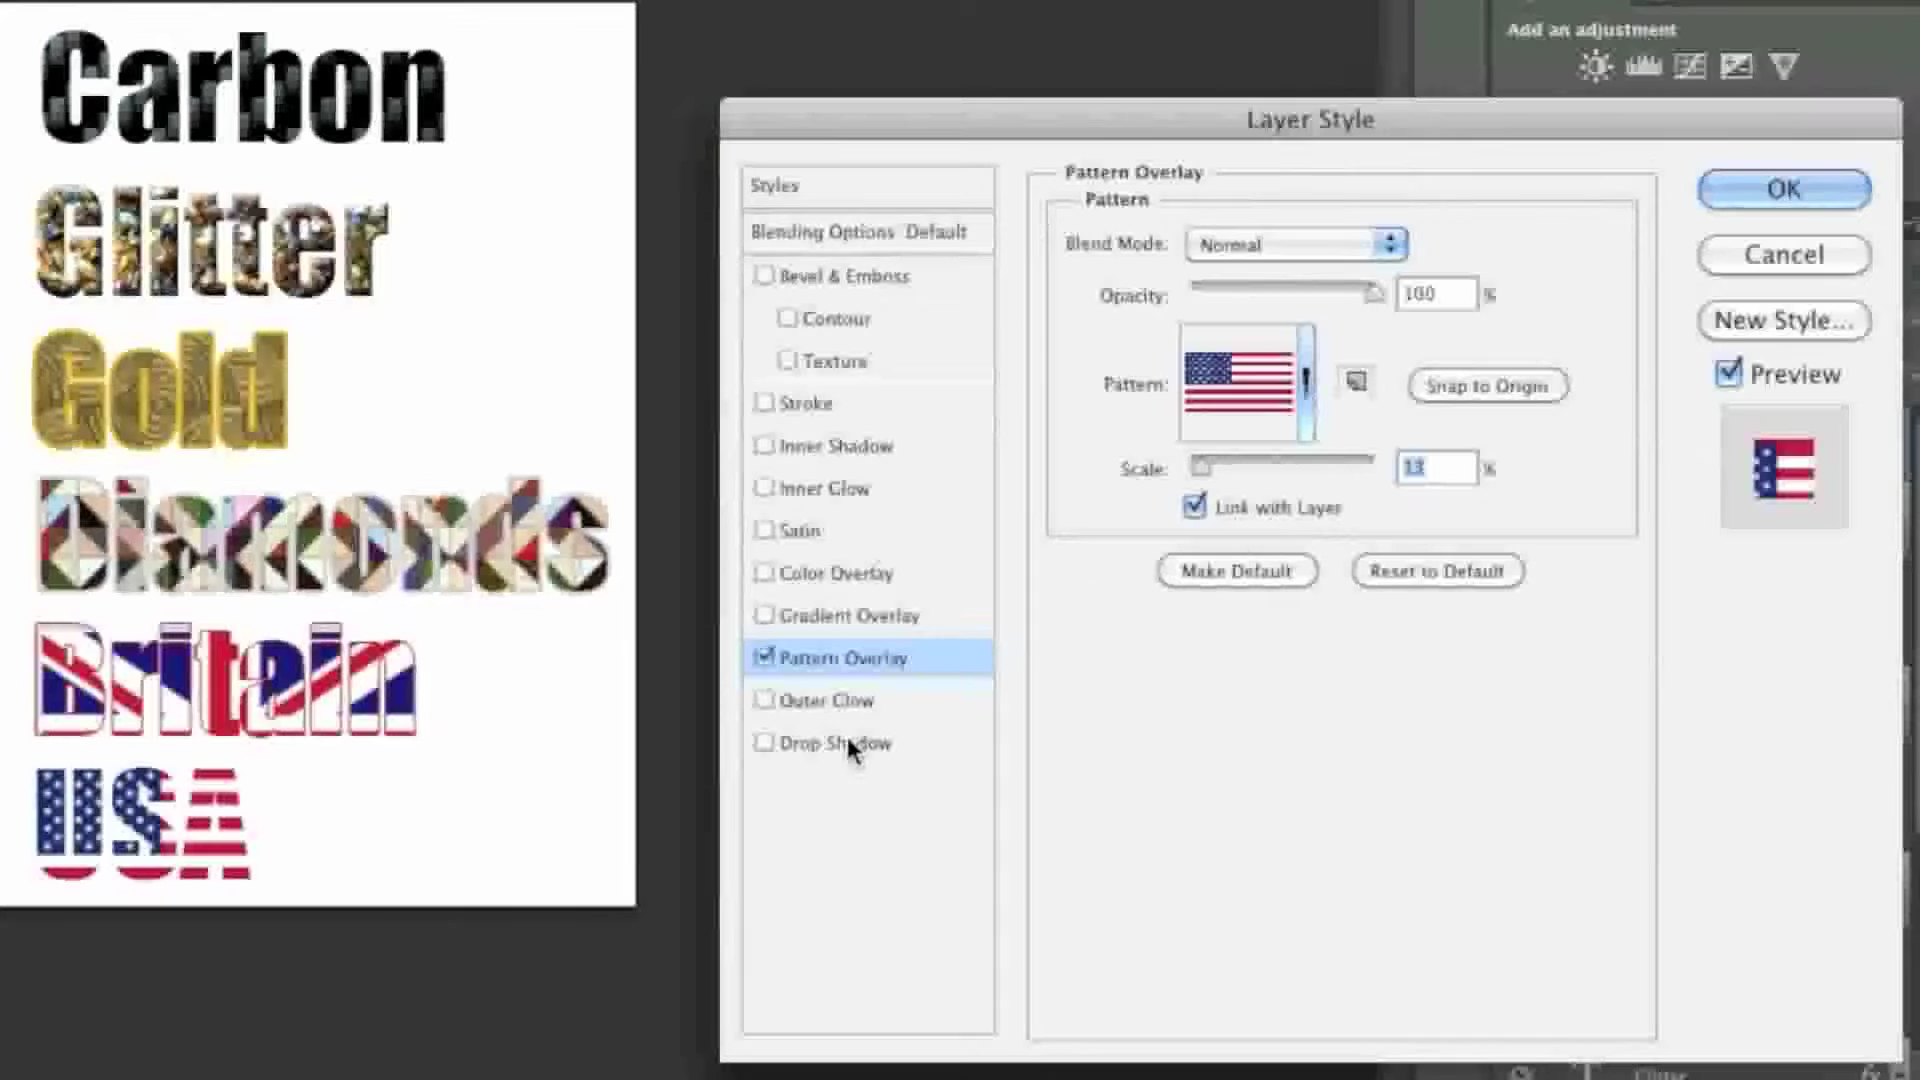 Carbon
Glitter
Gold
Diamonds
Britain
USA
Add an adjustment
Layer Style
Styles
Blending Options Default
Bevel & Emboss
Contour
Texture
Stroke
Inner Shadow
Inner Glow
Satin
Color Overlay
Gradient Overlay
Pattern Overlay
Outer Glow
Drop Shadow
Pattern Overlay
Pattern
Blend Mode: Normal
Opacity: 100 %
Pattern: Snap to Origin
Scale: 13 %
Link with Layer
Make Default Reset to Default
OK
Cancel
New Style...
Preview